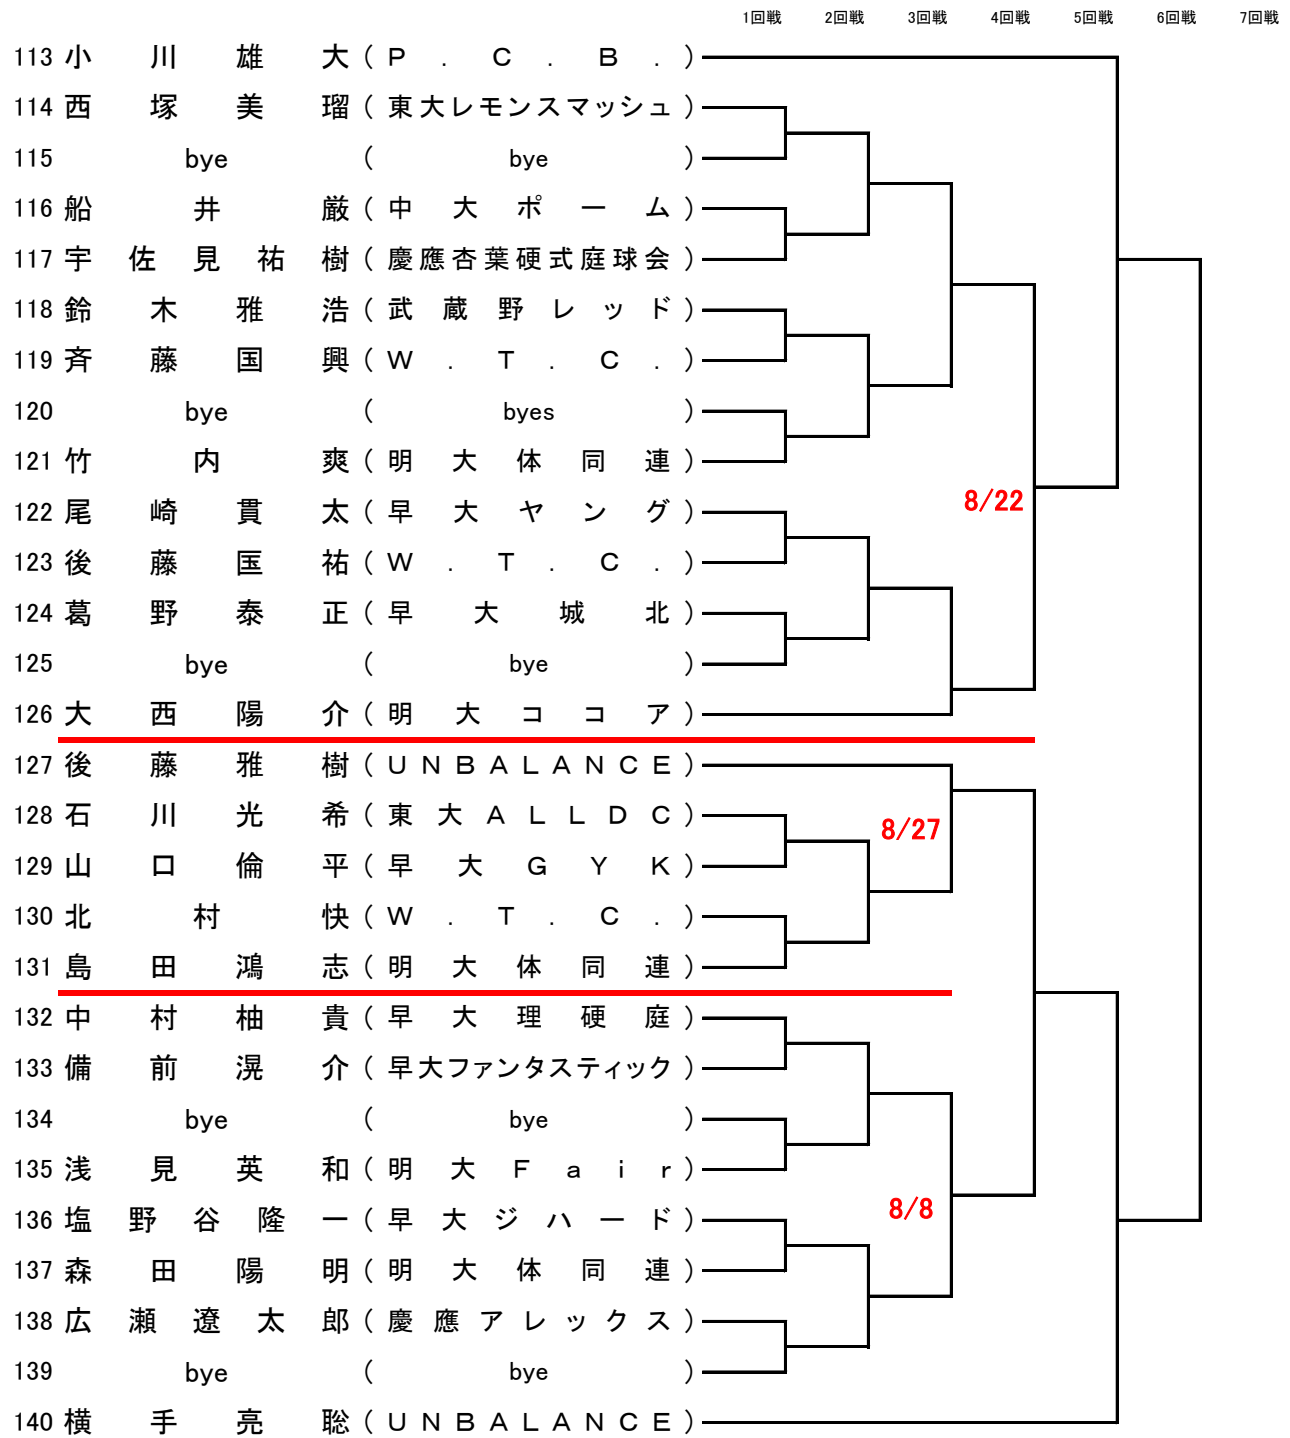 1回戦 2回戦 3回戦 4回戦 5回戦 6回戦 7回戦
113 小川雄大 (P.C.B.)
114 西塚美瑠 (東大レモンスマッシュ)
115 bye (bye)
116 船井厳 (中大ポーム)
117 宇佐見祐樹 (慶應杏葉硬式庭球会)
118 鈴木雅浩 (武蔵野レッド)
119 斉藤国興 (W.T.C.)
120 bye (byes)
121 竹内爽 (明大体同連)
122 尾崎貫太 (早大ヤング)
8/22
123 後藤匡祐 (W.T.C.)
124 葛野泰正 (早大城北)
125 bye (bye)
126 大西陽介 (明大ココア)
127 後藤雅樹 (UNBALANCE)
128 石川光希 (東大ALLDC)
8/27
129 山口倫平 (早大GYK)
130 北村快 (W.T.C.)
131 島田鴻志 (明大体同連)
132 中村柚貴 (早大理硬庭)
133 備前滉介 (早大ファンタスティック)
134 bye (bye)
135 浅見英和 (明大Fair)
8/8
136 塩野谷隆一 (早大ジハード)
137 森田陽明 (明大体同連)
138 広瀬遼太郎 (慶應アレックス)
139 bye (bye)
140 横手亮聡 (UNBALANCE)